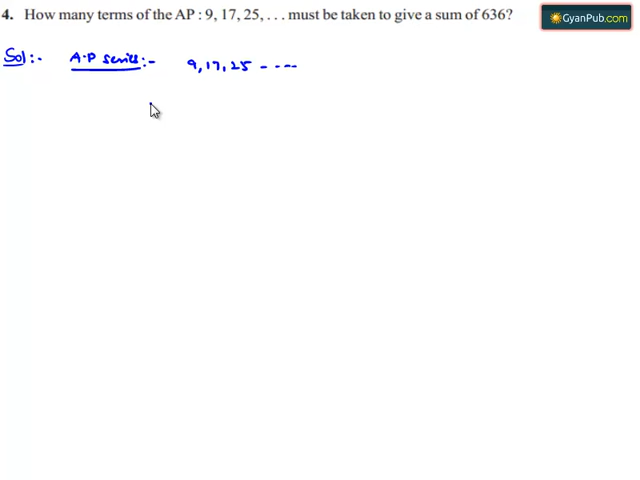 4. How many terms of the AP : 9, 17, 25, . . . must be taken to give a sum of 636?
GyanPub.com
Sol:- A.P series:- 9, 17, 25 - ---